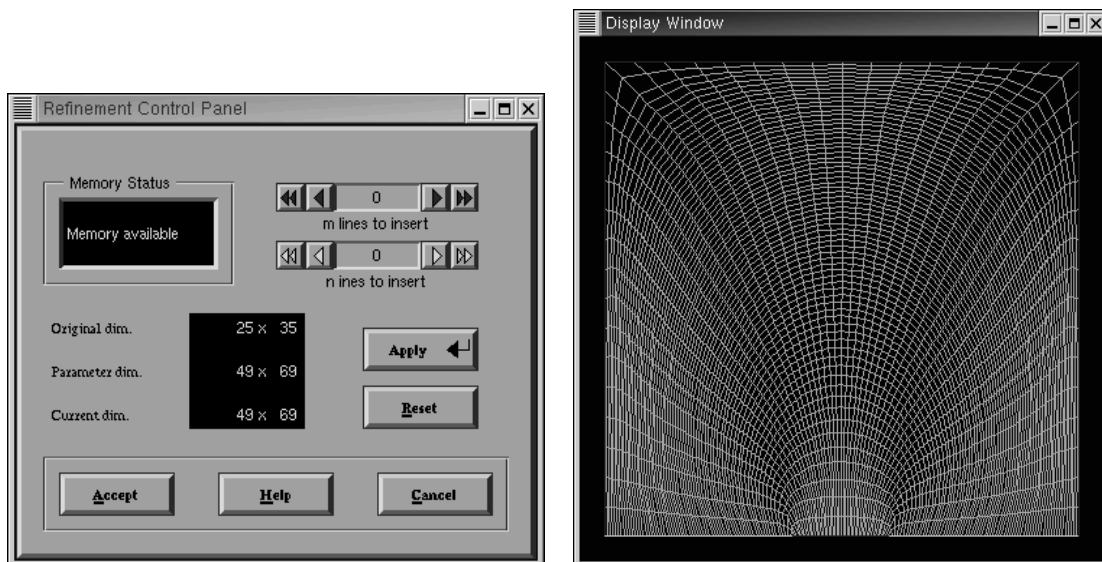 Display Window
Refinement Control Panel
Memory Status
Memory available
0
m lines to insert
0
n ines to insert
Original dim. 25 x 35
Parameter dim. 49 x 69
Current dim. 49 x 69
Apply
Reset
Accept Help Cancel